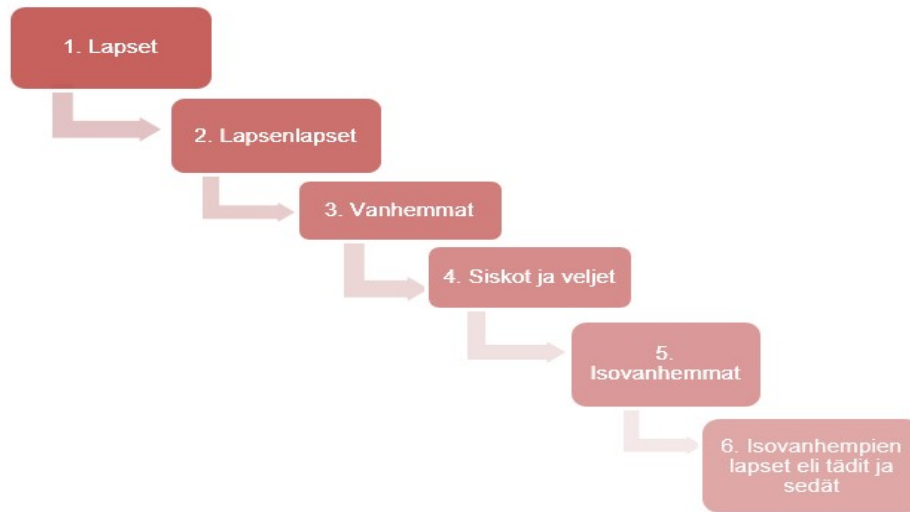 1. Lapset
2. Lapsenlapset
3. Vanhemmat
4. Siskot ja veljet
5.
Isovanhemmat
6. Isovanhempien
lapset eli tädit ja
sedät